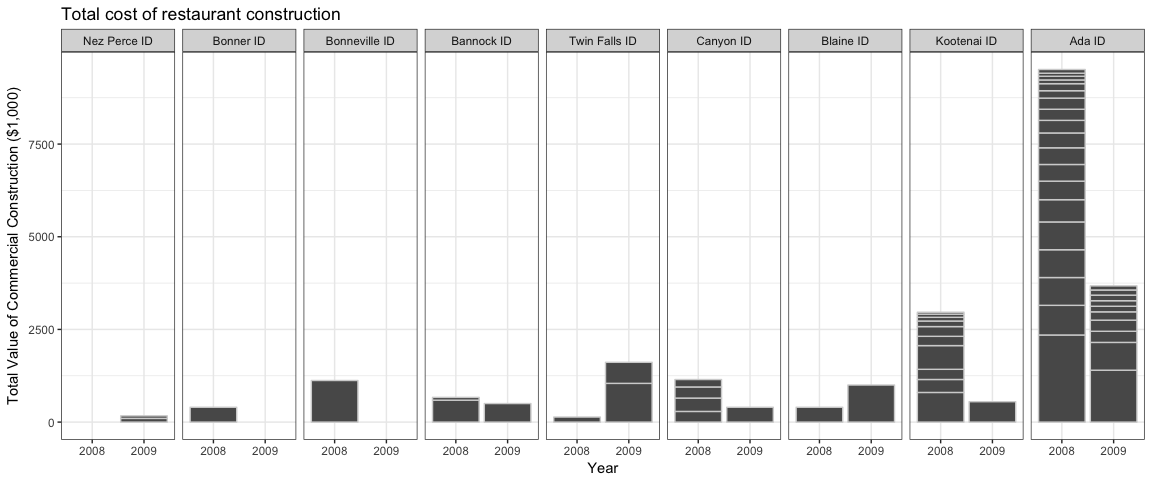 Total cost of restaurant construction
Nez Perce ID Bonner ID Bonneville ID Bannock ID Twin Falls ID Canyon ID Blaine ID Kootenai ID Ada ID
Total Value of Commercial Construction ($1,000)
7500
5000
2500
0
2008 2009 2008 2009 2008 2009 2008 2009 2008 2009 2008 2009 2008 2009 2008 2009 2008 2009
Year